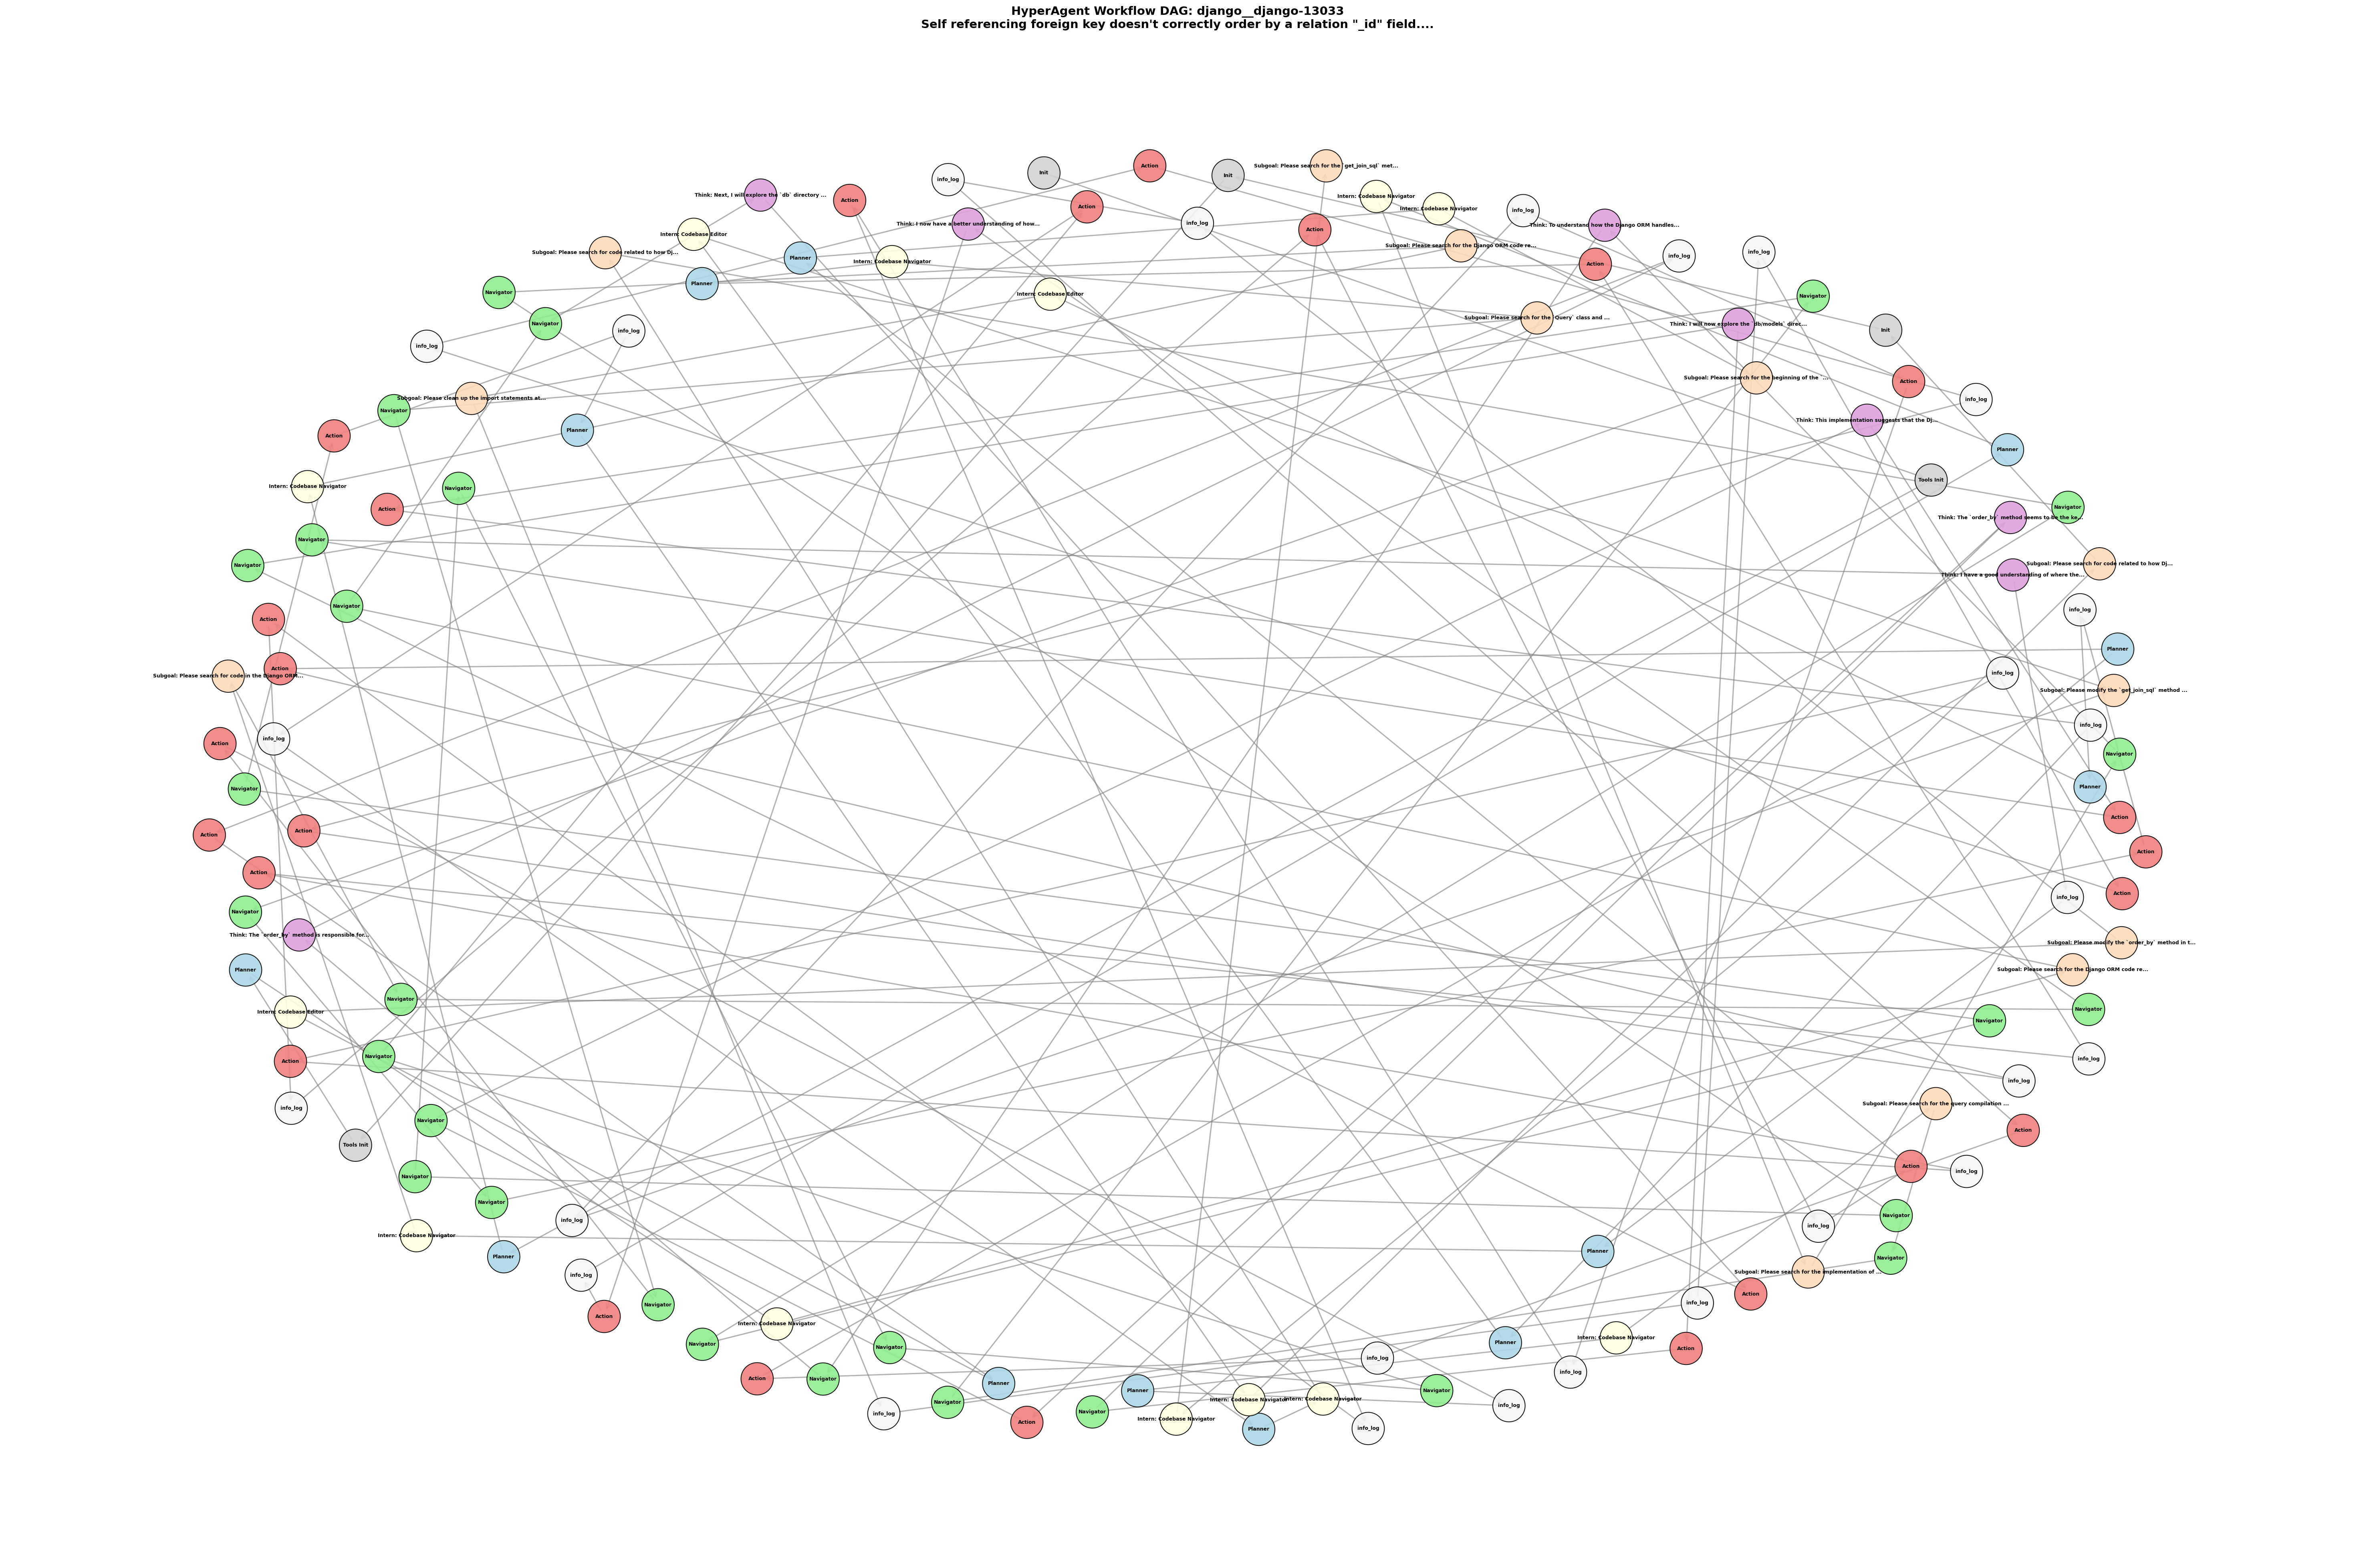 HyperAgent Workflow DAG: django__django-13033
Self referencing foreign key doesn't correctly order by a relation "_id" field....
Action
Subgoal: Please search for the `get_join_sql` met...
Init
Init
info_log
Think: Next, I will explore the `db` directory ...
Intern: Codebase Navigator
Action
Action
Intern: Codebase Navigator
info_log
Think: I now have a better understanding of how...
info_log
Think: To understand how the Django ORM handles...
Action
Intern: Codebase Editor
Subgoal: Please search for the Django ORM code re...
Subgoal: Please search for code related to how Dj...
info_log
info_log
Planner
Intern: Codebase Navigator
Action
Planner
Navigator
Intern: Codebase Editor
Navigator
Subgoal: Please search for the `Query` class and ...
Navigator
Think: I will now explore the `db/models` direc...
info_log
Init
info_log
Subgoal: Please search for the beginning of the ...
Action
Subgoal: Please clean up the import statements at...
info_log
Navigator
Think: This implementation suggests that the Dj...
Planner
Action
Planner
Tools Init
Intern: Codebase Navigator
Navigator
Navigator
Action
Think: The `order_by` method seems to be the ke...
Navigator
Subgoal: Please search for code related to how Dj...
Navigator
Think: I have a good understanding of where the...
Navigator
info_log
Action
Planner
Action
info_log
Subgoal: Please search for code in the Django ORM...
Subgoal: Please modify the `get_join_sql` method ...
info_log
info_log
Action
Navigator
Planner
Navigator
Action
Action
Action
Action
Action
Action
info_log
Navigator
Think: The `order_by` method is responsible for...
Subgoal: Please modify the `order_by` method in t...
Planner
Subgoal: Please search for the Django ORM code re...
Navigator
Navigator
Intern: Codebase Editor
Navigator
Navigator
info_log
Action
info_log
Subgoal: Please search for the query compilation ...
info_log
Navigator
Action
Tools Init
Action
info_log
Navigator
Navigator
Navigator
info_log
info_log
Intern: Codebase Navigator
Planner
Planner
Navigator
Subgoal: Please search for the implementation of ...
info_log
Action
info_log
Navigator
Action
Intern: Codebase Navigator
Intern: Codebase Navigator
Planner
Navigator
Navigator
Action
info_log
info_log
Action
Navigator
Planner
Planner
Navigator
Intern: Codebase Navigator
Intern: Codebase Navigator
Navigator
info_log
Navigator
info_log
Intern: Codebase Navigator
Action
info_log
Planner